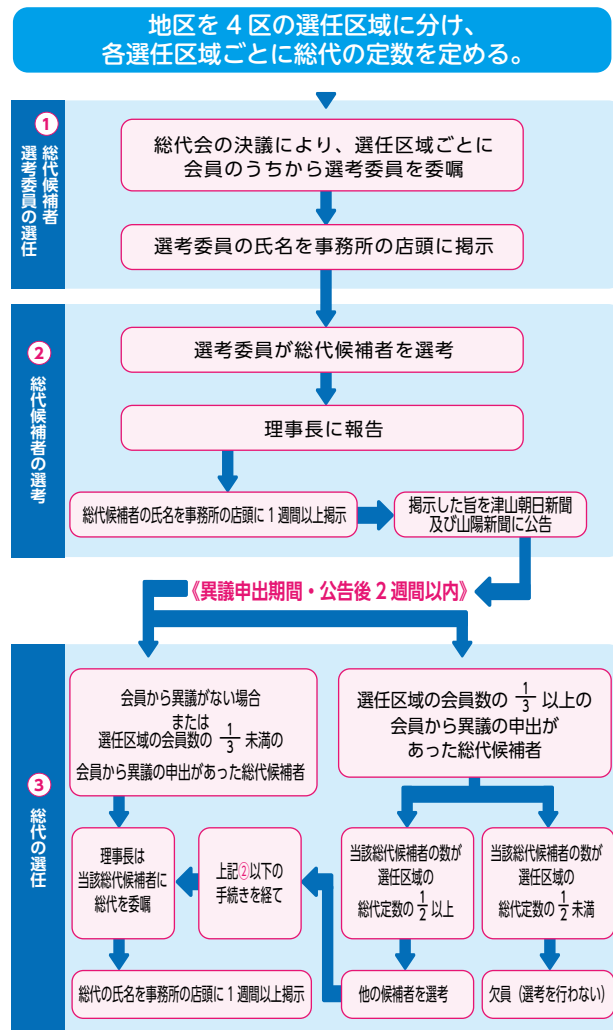 地区を4区の選任区域に分け、
各選任区域ごとに総代の定数を定める。
① 総代候補者
選考委員の選任
総代会の決議により、選任区域ごとに
会員のうちから選考委員を委嘱
選考委員の氏名を事務所の店頭に掲示
② 総代候補者の選考
選考委員が総代候補者を選考
理事長に報告
総代候補者の氏名を事務所の店頭に1週間以上掲示
掲示した旨を津山朝日新聞
及び山陽新聞に公告
《異議申出期間・公告後2週間以内》
③ 総代の選任
会員から異議がない場合
または
選任区域の会員数の 1/3 未満の
会員から異議の申出があった総代候補者
選任区域の会員数の 1/3 以上の
会員から異議の申出が
あった総代候補者
理事長は
当該総代候補者に
総代を委嘱
上記②以下の
手続きを経て
当該総代候補者の数が
選任区域の
総代定数の 1/2 以上
当該総代候補者の数が
選任区域の
総代定数の 1/2 未満
総代の氏名を事務所の店頭に1週間以上掲示
他の候補者を選考
欠員（選考を行わない）